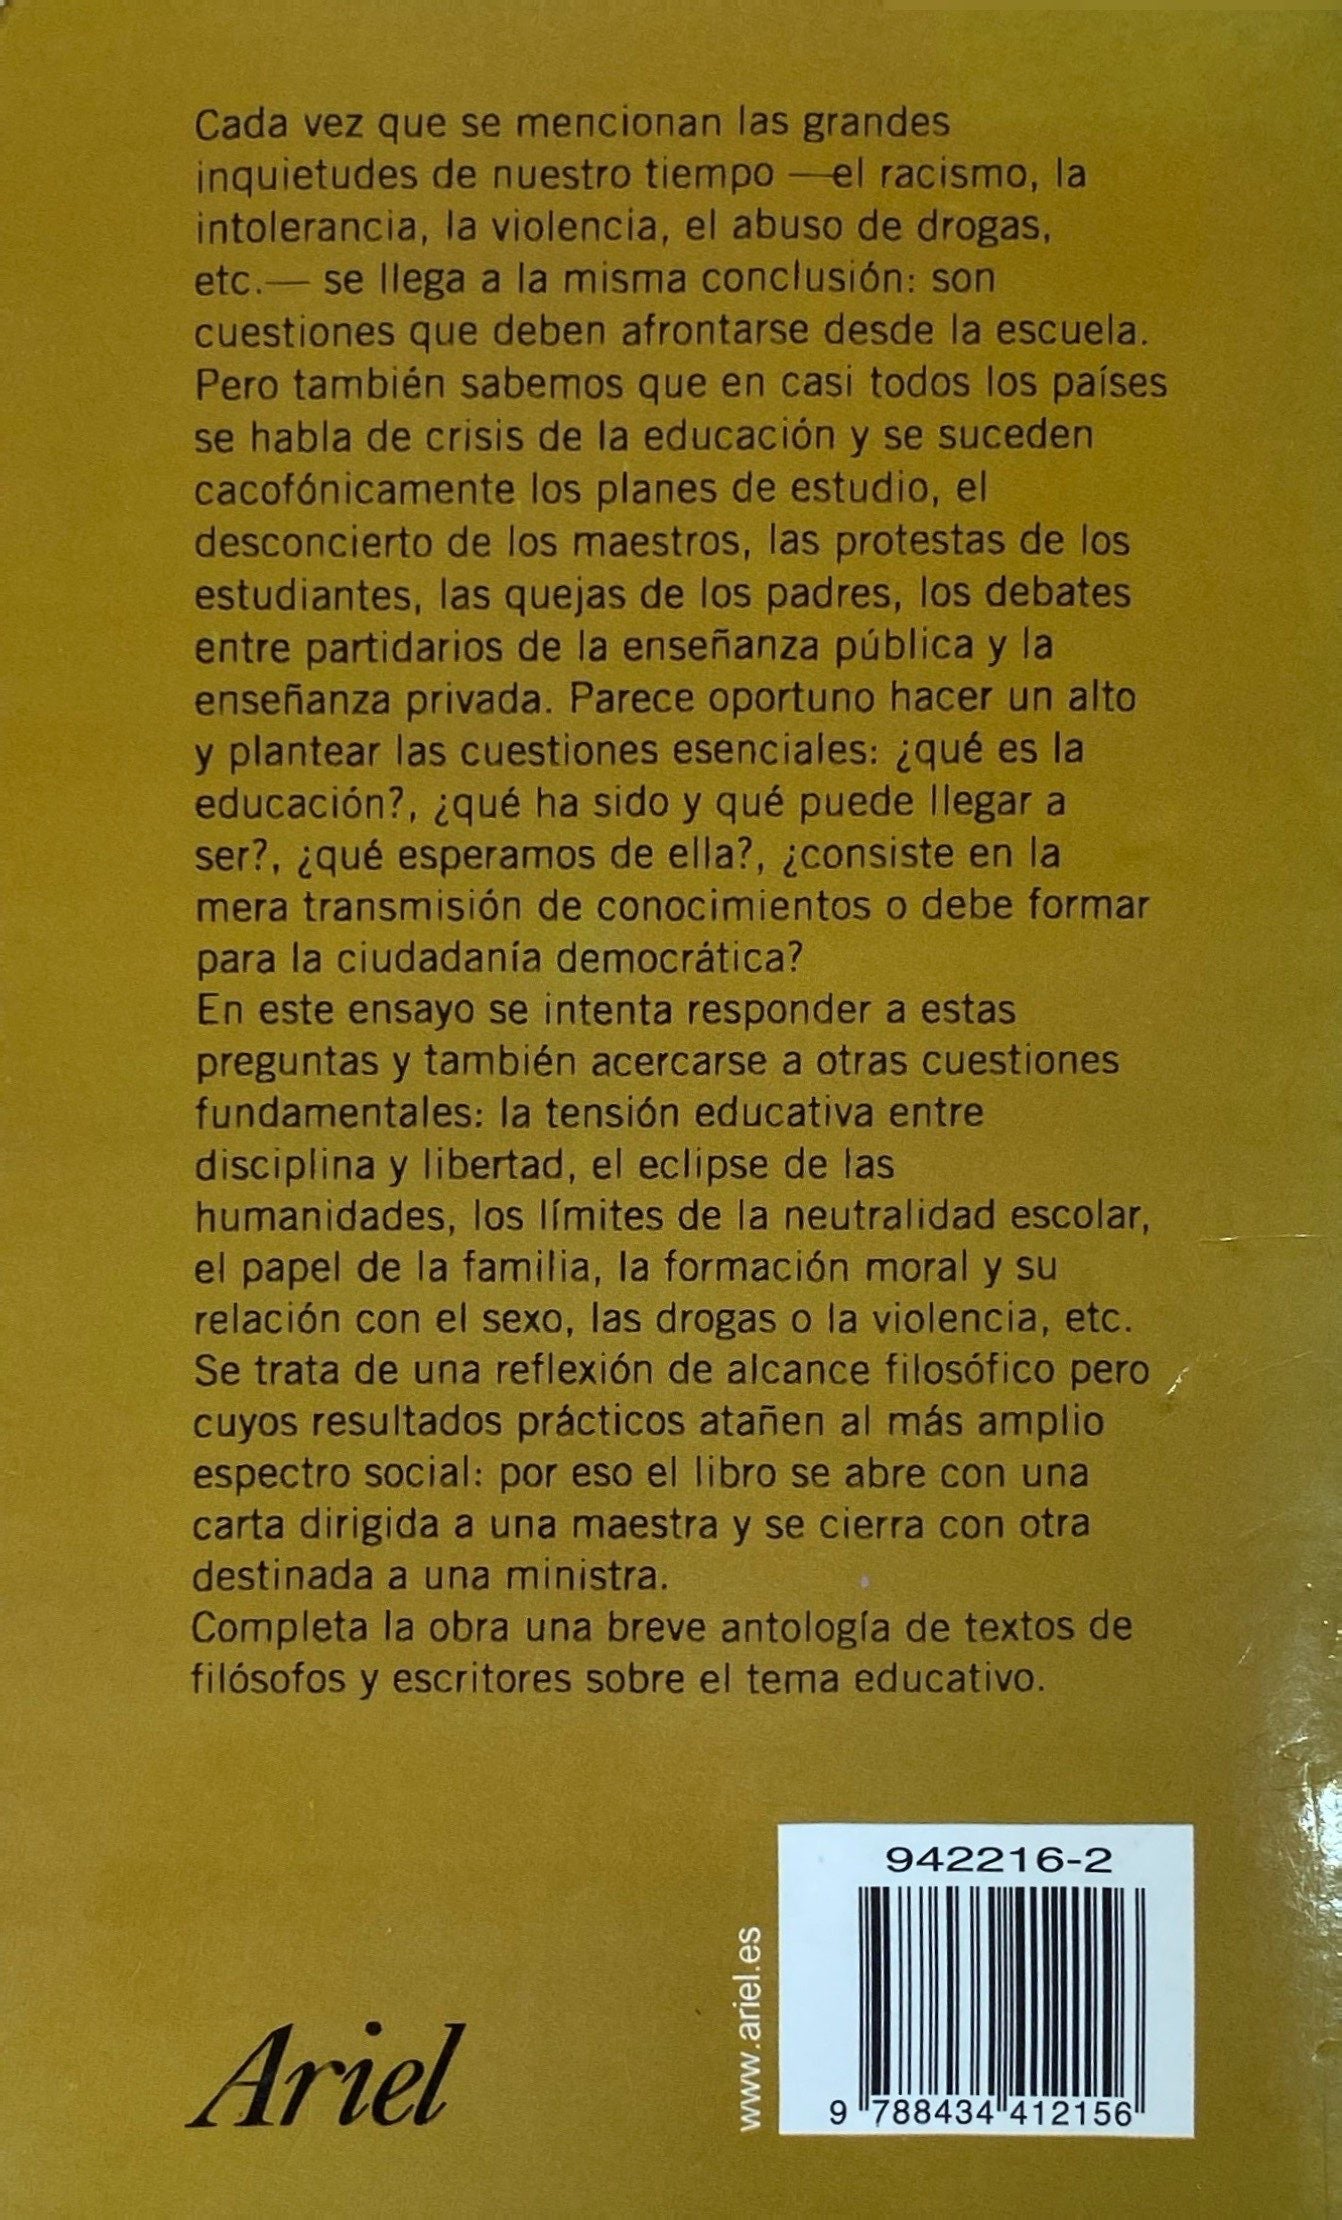 Cada vez que se mencionan las grandes
inquietudes de nuestro tiempo —el racismo, la
intolerancia, la violencia, el abuso de drogas,
etc.— se llega a la misma conclusión: son
cuestiones que deben afrontarse desde la escuela.
Pero también sabemos que en casi todos los países
se habla de crisis de la educación y se suceden
cacofónicamente los planes de estudio, el
desconcierto de los maestros, las protestas de los
estudiantes, las quejas de los padres, los debates
entre partidarios de la enseñanza pública y la
enseñanza privada. Parece oportuno hacer un alto
y plantear las cuestiones esenciales: ¿qué es la
educación?, ¿qué ha sido y qué puede llegar a
ser?, ¿qué esperamos de ella?, ¿consiste en la
mera transmisión de conocimientos o debe formar
para la ciudadanía democrática?
En este ensayo se intenta responder a estas
preguntas y también acercarse a otras cuestiones
fundamentales: la tensión educativa entre
disciplina y libertad, el eclipse de las
humanidades, los límites de la neutralidad escolar,
el papel de la familia, la formación moral y su
relación con el sexo, las drogas o la violencia, etc.
Se trata de una reflexión de alcance filosófico pero
cuyos resultados prácticos atañen al más amplio
espectro social: por eso el libro se abre con una
carta dirigida a una maestra y se cierra con otra
destinada a una ministra.
Completa la obra una breve antología de textos de
filósofos y escritores sobre el tema educativo.
Ariel
www.ariel.es
942216-2
9 788434 412156